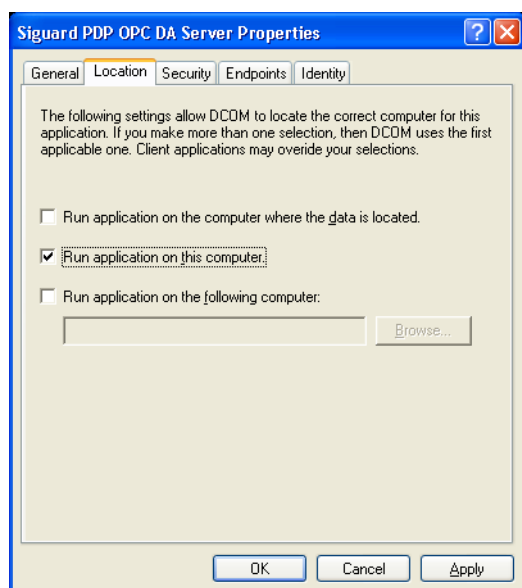 Siguard PDP OPC DA Server Properties
General Location Security Endpoints Identity
The following settings allow DCOM to locate the correct computer for this
application. If you make more than one selection, then DCOM uses the first
applicable one. Client applications may overide your selections.
Run application on the computer where the data is located.
Run application on this computer.
Run application on the following computer:
Browse...
OK Cancel Apply